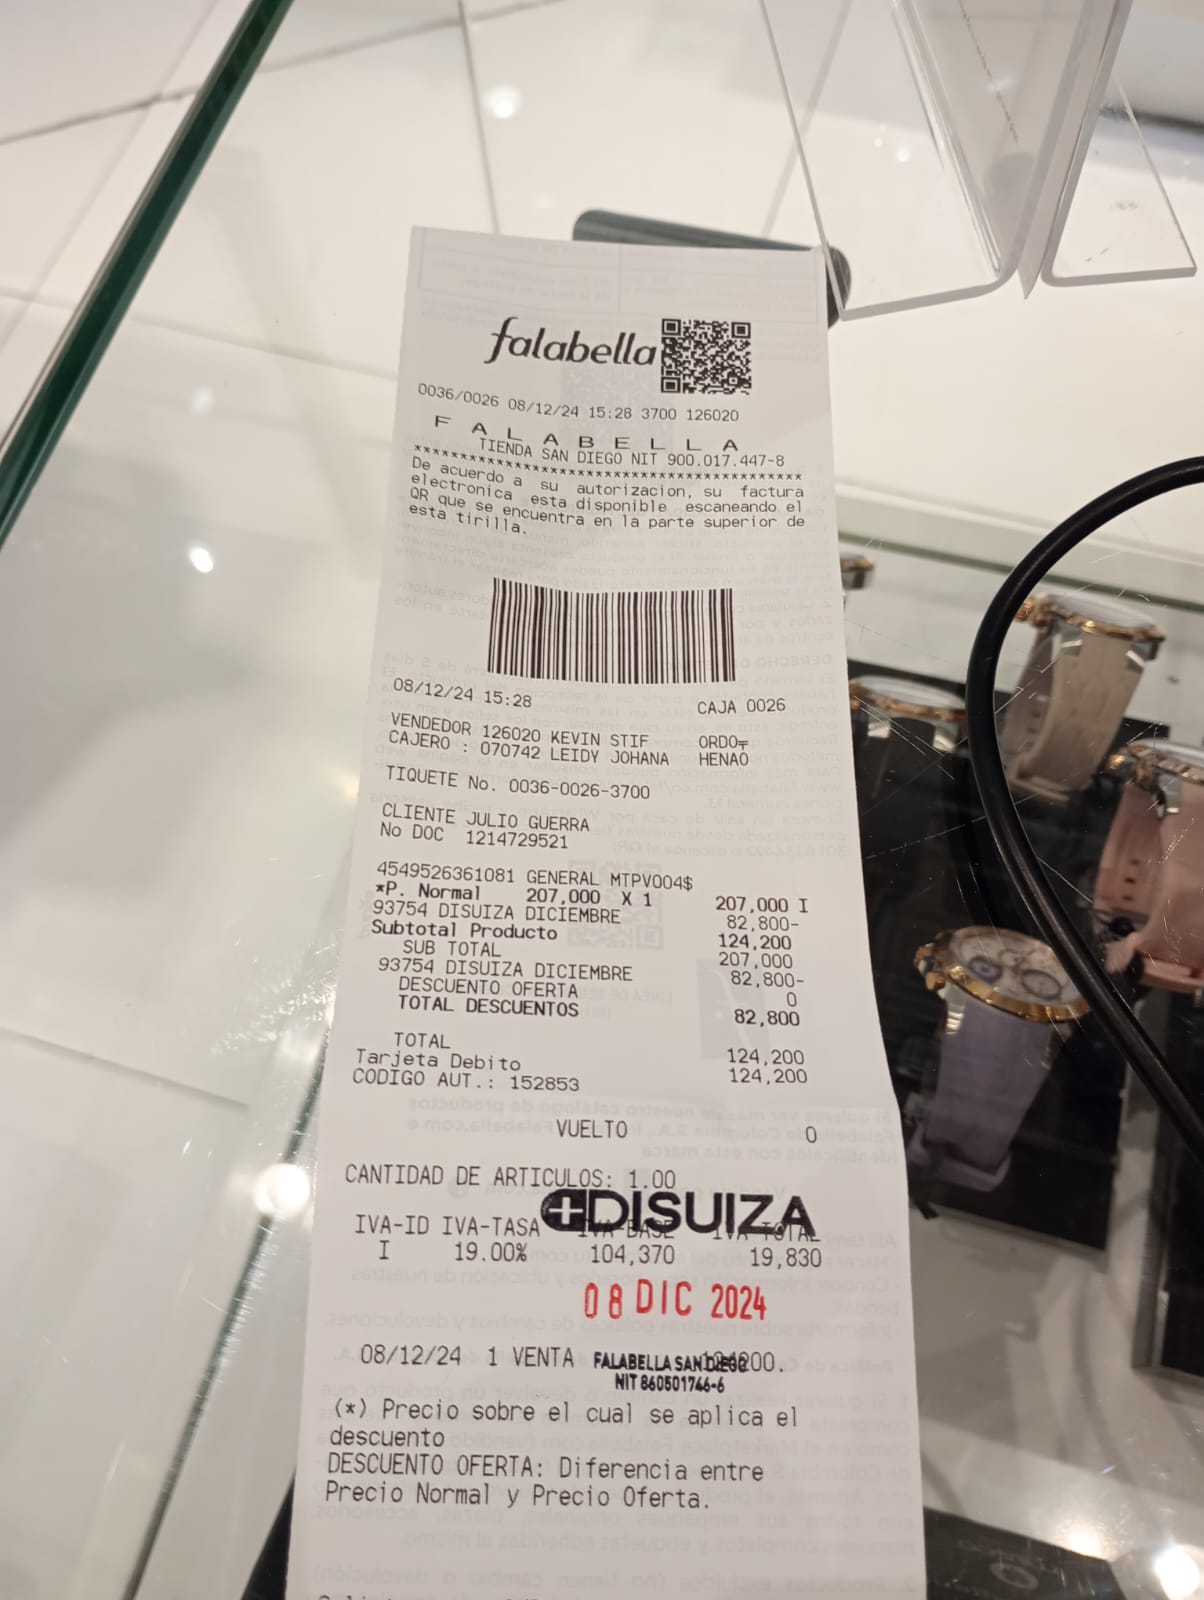 falabella
0036/0026 08/12/24 15:28 3700 126020
F A L A B E L L A
TIENDA SAN DIEGO NIT 900.017.447-8
******************************************
De acuerdo a su autorizacion, su factura
electronica esta disponible escaneando el
QR que se encuentra en la parte superior de
esta tirilla.
08/12/24 15:28 CAJA 0026
VENDEDOR 126020 KEVIN STIF
CAJERO : 070742 LEIDY JOHANA HENAO
TIQUETE No. 0036-0026-3700
CLIENTE JULIO GUERRA
No DOC 1214729521
4549526361081 GENERAL MTPV004$
*P. Normal 207,000 X 1 207,000 I
93754 DISUIZA DICIEMBRE 82,800-
Subtotal Producto 124,200
SUB TOTAL 207,000
93754 DISUIZA DICIEMBRE 82,800-
DESCUENTO OFERTA 0
TOTAL DESCUENTOS 82,800
TOTAL 124,200
Tarjeta Debito 124,200
CODIGO AUT.: 152853
VUELTO 0
CANTIDAD DE ARTICULOS: 1.00
DISUIZA
IVA-ID IVA-TASA IVA-BASE IVA-TOTAL
I 19.00% 104,370 19,830
08 DIC 2024
08/12/24 1 VENTA
FALABELLA SAN DIEGO
NIT 860501746-6
(*) Precio sobre el cual se aplica el
descuento
DESCUENTO OFERTA: Diferencia entre
Precio Normal y Precio Oferta.